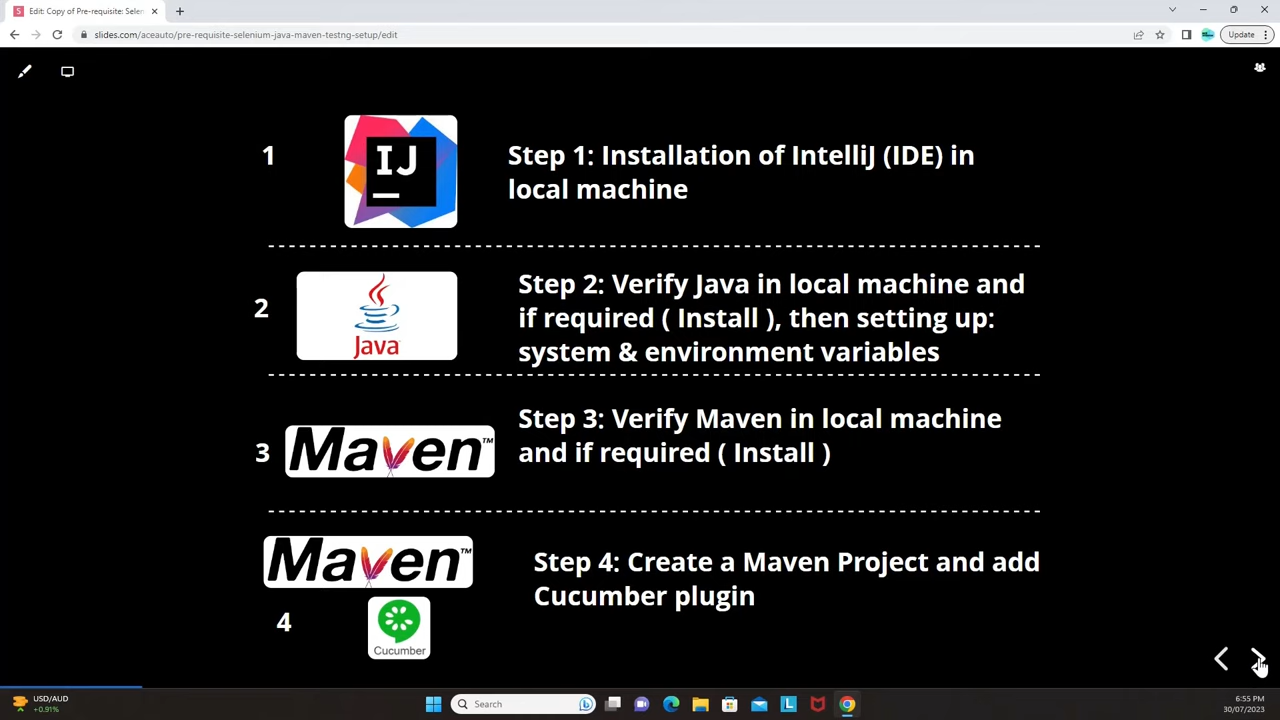 Edit: Copy of Pre-requisite: Sele
slides.com/aceauto/pre-requisite-selenium-java-maven-testng-setup/edit
Update
1
IJ
Step 1: Installation of IntelliJ (IDE) in
local machine
2
Java
Step 2: Verify Java in local machine and
if required ( Install ), then setting up:
system & environment variables
3
Maven™
Step 3: Verify Maven in local machine
and if required ( Install )
Maven™
4
Cucumber
Step 4: Create a Maven Project and add
Cucumber plugin
USD/AUD
+0.91%
Search
L
6:55 PM
30/07/2023